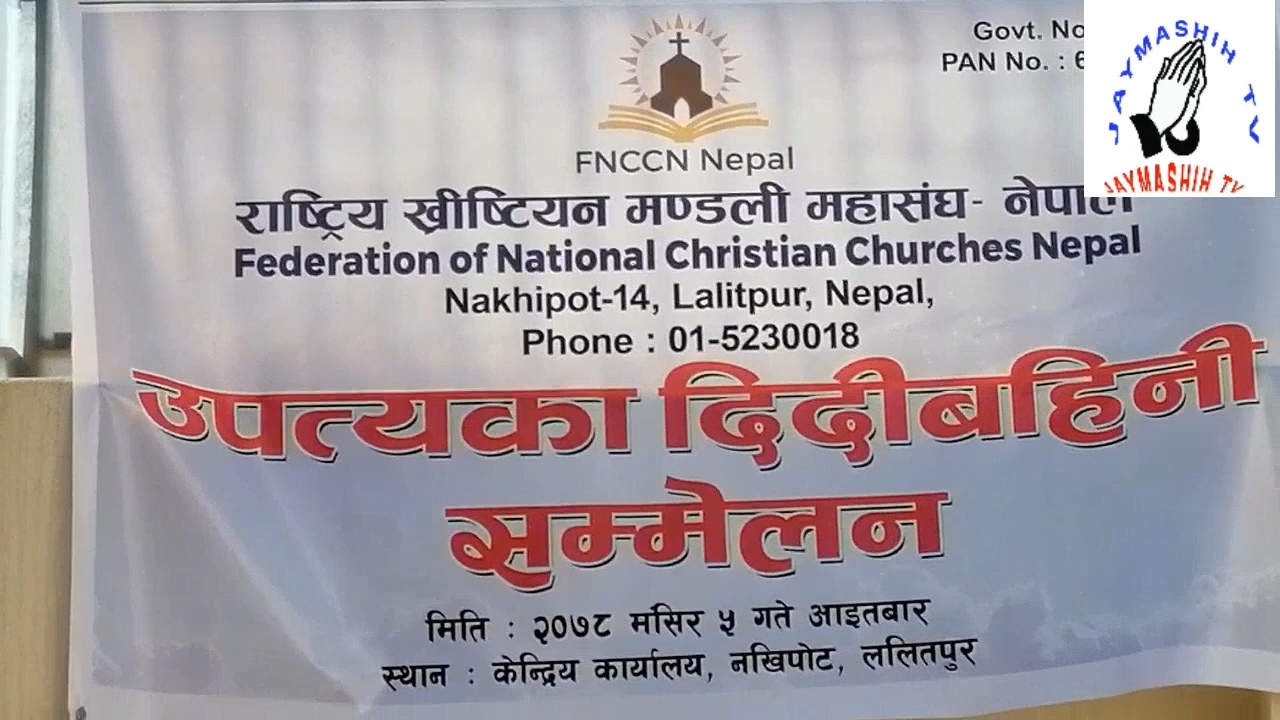 Govt. No
PAN No. : 6
JAYMASHIH TV
JAYMASHIH TV
FNCCN Nepal
राष्ट्रिय ख्रीष्टियन मण्डली महासंघ- नेपाल
Federation of National Christian Churches Nepal
Nakhipot-14, Lalitpur, Nepal,
Phone : 01-5230018
उपत्यका दिदीबहिनी
सम्मेलन
मिति : २०७८ मंसिर ५ गते आइतबार
स्थान : केन्द्रिय कार्यालय, नखिपोट, ललितपुर